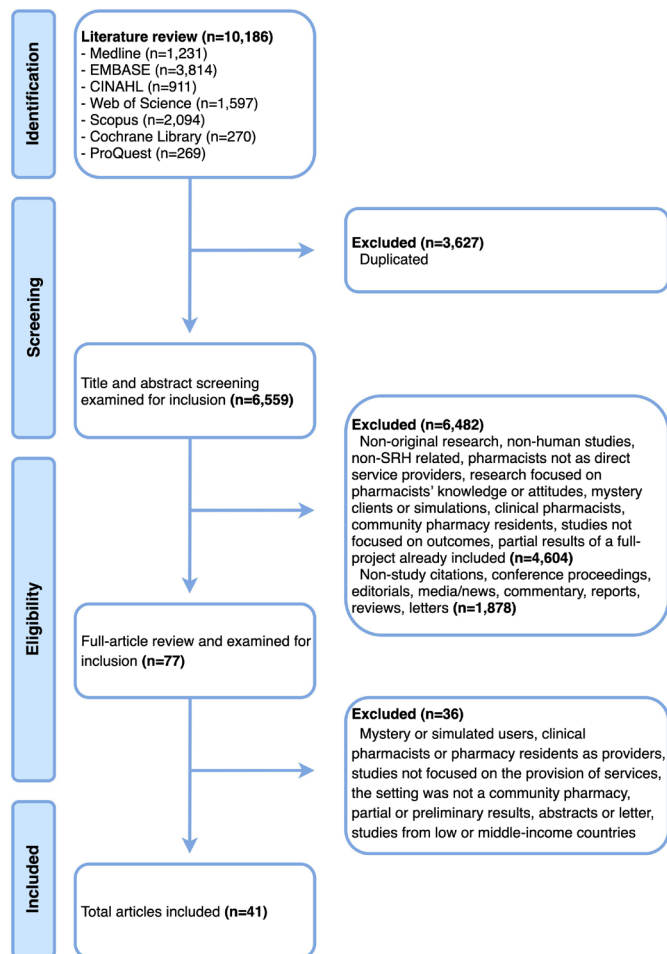 Identification
Literature review (n=10,186)
- Medline (n=1,231)
- EMBASE (n=3,814)
- CINAHL (n=911)
- Web of Science (n=1,597)
- Scopus (n=2,094)
- Cochrane Library (n=270)
- ProQuest (n=269)
Screening
Excluded (n=3,627)
Duplicated
Title and abstract screening
examined for inclusion (n=6,559)
Excluded (n=6,482)
Non-original research, non-human studies,
non-SRH related, pharmacists not as direct
service providers, research focused on
pharmacists' knowledge or attitudes, mystery
clients or simulations, clinical pharmacists,
community pharmacy residents, studies not
focused on outcomes, partial results of a full-
project already included (n=4,604)
Non-study citations, conference proceedings,
editorials, media/news, commentary, reports,
reviews, letters (n=1,878)
Eligibility
Full-article review and examined for
inclusion (n=77)
Excluded (n=36)
Mystery or simulated users, clinical
pharmacists or pharmacy residents as providers,
studies not focused on the provision of services,
the setting was not a community pharmacy,
partial or preliminary results, abstracts or letter,
studies from low or middle-income countries
Included
Total articles included (n=41)